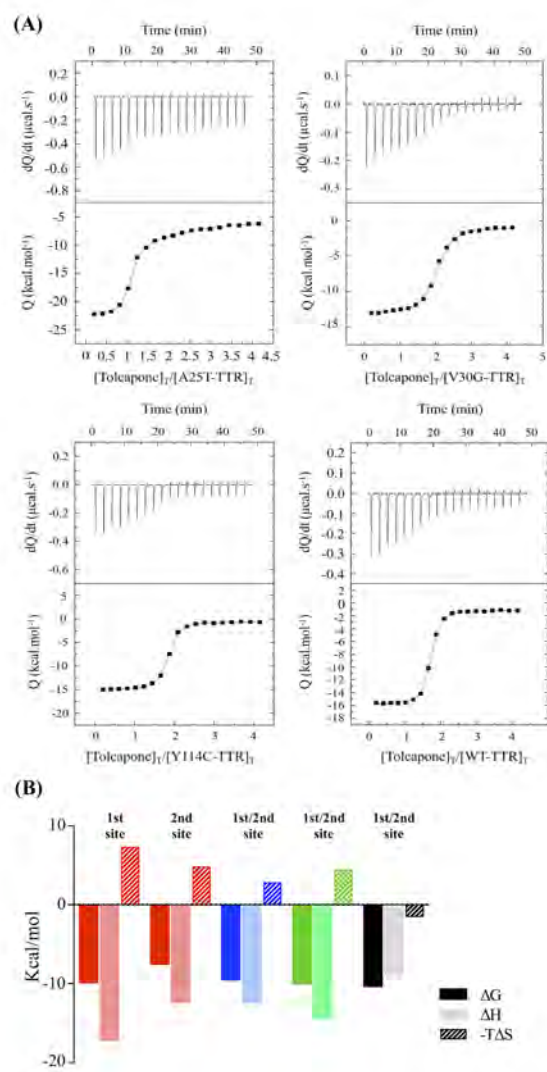 (A)
Time (min)
0 10 20 30 40 50
0.2
0.0
-0.2
-0.4
-0.6
-0.8
dQ/dt (µcal.s⁻¹)
-5
-10
-15
-20
-25
Q (kcal.mol⁻¹)
0 0,5 1 1.5 2 2.5 3 3.5 4 4.5
[Tolcapone]T/[A25T-TTR]T
Time (min)
0 10 20 30 40 50
0.1
0.0
-0.1
-0.2
-0.3
dQ/dt (µcal.s⁻¹)
0
-5
-10
-15
Q (kcal.mol⁻¹)
0 1 2 3 4 5
[Tolcapone]T/[V30G-TTR]T
Time (min)
0 10 20 30 40 50
0.2
0.0
-0.2
-0.4
-0.6
dQ/dt (µcal.s⁻¹)
5
0
-5
-10
-15
-20
Q (kcal.mol⁻¹)
0 1 2 3 4
[Tolcapone]T/[Y114C-TTR]T
Time (min)
0 10 20 30 40 50
0.2
0.1
0.0
-0.1
-0.2
-0.3
-0.4
dQ/dt (µcal.s⁻¹)
2
0
-2
-4
-6
-8
-10
-12
-14
-16
-18
Q (kcal.mol⁻¹)
0 1 2 3 4
[Tolcapone]T/[WT-TTR]T
(B)
1st site
2nd site
1st/2nd site
1st/2nd site
1st/2nd site
10
0
-10
-20
Kcal/mol
ΔG
ΔH
-TΔS